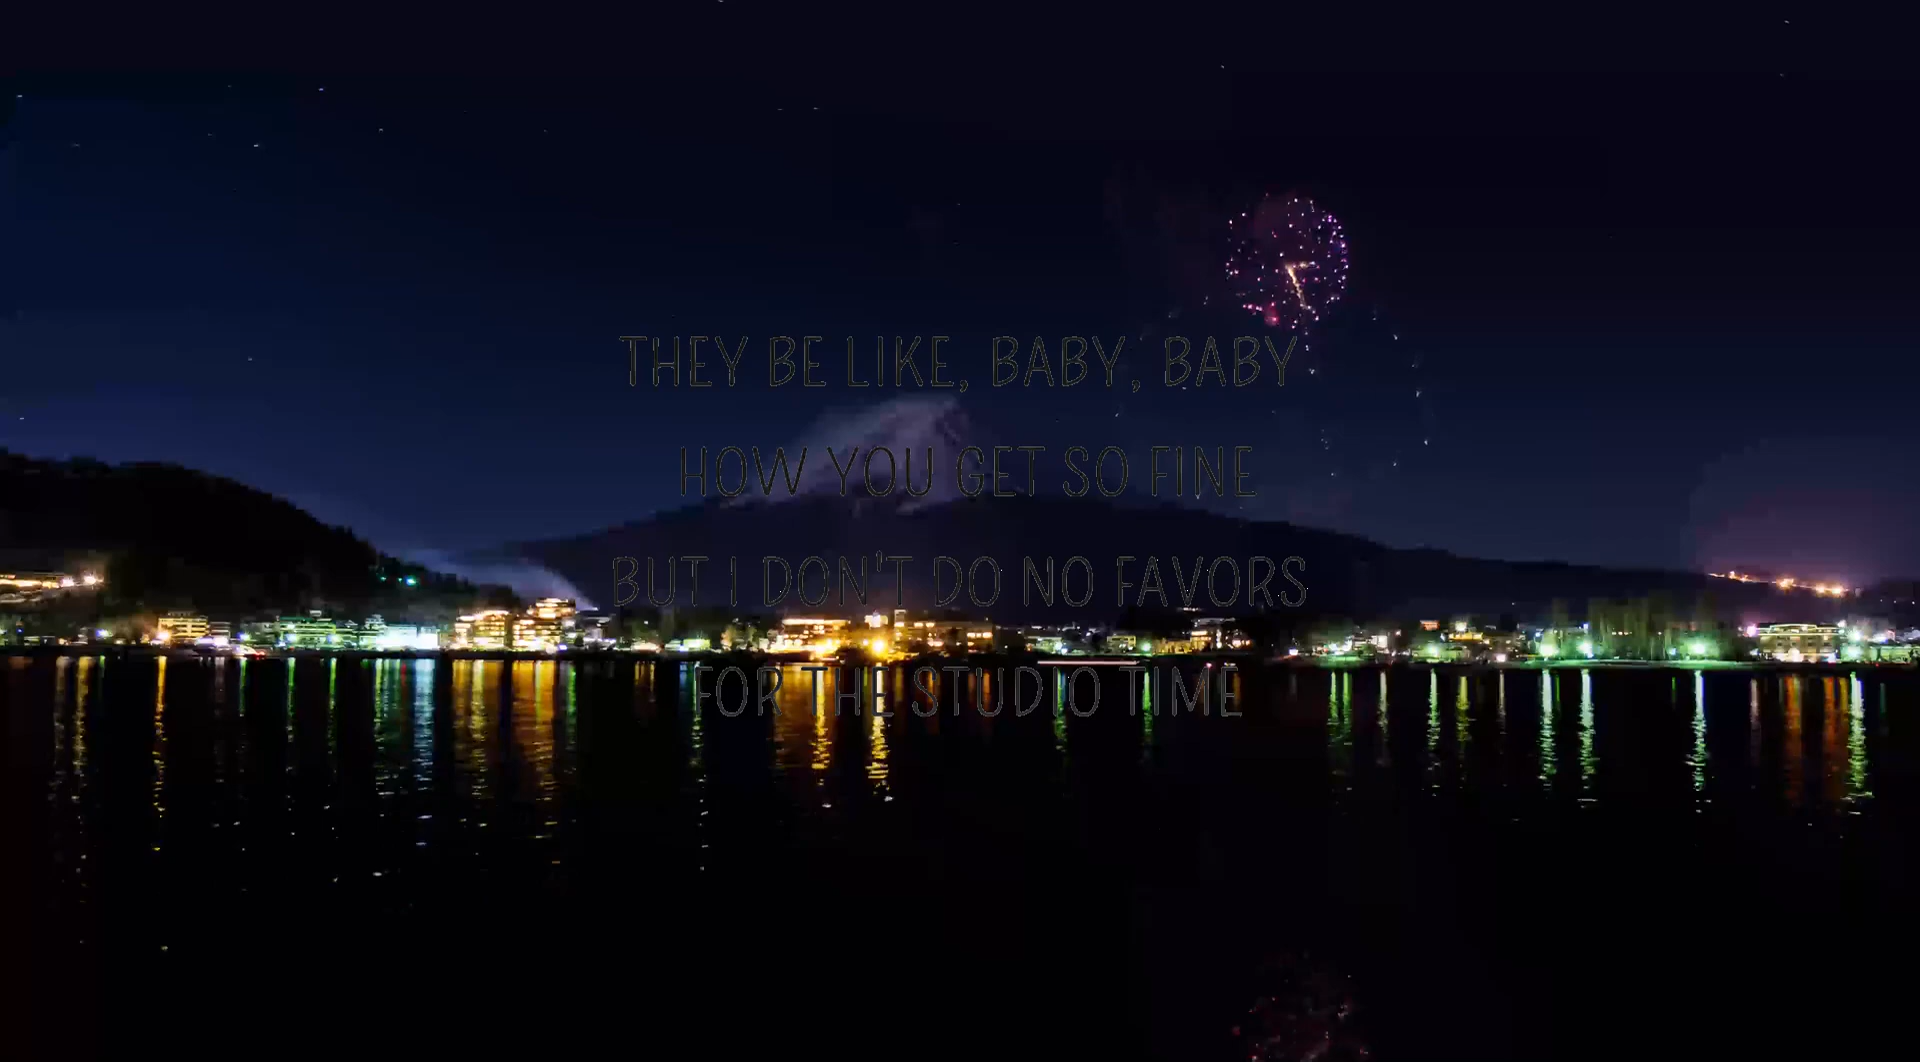 THEY BE LIKE, BABY, BABY
HOW YOU GET SO FINE
BUT I DON'T DO NO FAVORS
FOR THE STUDIO TIME